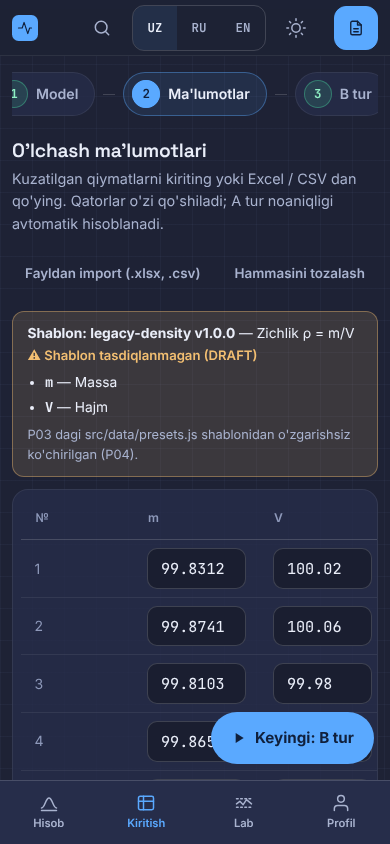 UZ RU EN
1 Model 2 Ma'lumotlar 3 B tur
O'lchash ma'lumotlari
Kuzatilgan qiymatlarni kiriting yoki Excel / CSV dan
qo'ying. Qatorlar o'zi qo'shiladi; A tur noaniqligi
avtomatik hisoblanadi.
Fayldan import (.xlsx, .csv) Hammasini tozalash
Shablon: legacy-density v1.0.0 — Zichlik ρ = m/V
⚠ Shablon tasdiqlanmagan (DRAFT)
• m — Massa
• V — Hajm
P03 dagi src/data/presets.js shablonidan o'zgarishsiz
ko'chirilgan (P04).
№ m V
1 99.8312 100.02
2 99.8741 100.06
3 99.8103 99.98
4
Keyingi: B tur
Hisob Kiritish Lab Profil